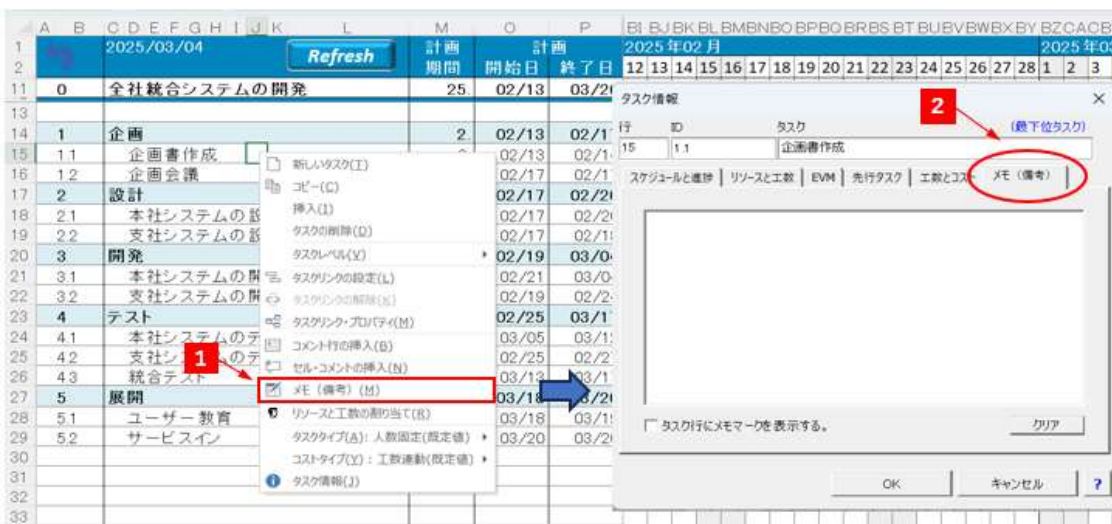 A B C D E F G H I J K L M O P BI BJ BK BL BM BN BO BP BQ BR BS BT BU BV BW BX BY BZ CA CB
1 2025/03/04 Refresh 計画 計画 2025年02月 2025年03
2 期間 開始日 終了日 12 13 14 15 16 17 18 19 20 21 22 23 24 25 26 27 28 1 2 3
11 0 全社統合システムの開発 25. 02/13 03/20
13
14 1 企画 2. 02/13 02/1
15 1.1 企画書作成 02/13 02/1
16 1.2 企画会議 02/17 02/1
17 2 設計 02/17 02/20
18 2.1 本社システムの設 02/17 02/20
19 2.2 支社システムの設 02/17 02/1
20 3 開発 02/19 03/0
21 3.1 本社システムの開 02/21 03/0
22 3.2 支社システムの開 02/19 02/2
23 4 テスト 02/25 03/1
24 4.1 本社システムのテ 03/05 03/1
25 4.2 支社 のテ 02/25 02/2
26 4.3 統合テスト 03/13 03/1
27 5 展開 03/18 03/2
28 5.1 ユーザー教育 03/18 03/1
29 5.2 サービスイン 03/20 03/2
30
31
32
33
新しいタスク(T)
コピー(C)
挿入(I)
タスクの削除(D)
タスクレベル(V)
タスクリンクの設定(L)
タスクリンクの解除(K)
タスクリンク・プロパティ(M)
コメント行の挿入(B)
セル・コメントの挿入(N)
1
メモ（備考）(M)
リソースと工数の割り当て(R)
タスクタイプ(A): 人数固定(既定値)
コストタイプ(Y) : 工数連動(既定値)
タスク情報(J)
タスク情報 ×
2
行 ID タスク (最下位タスク)
15 1.1 企画書作成
スケジュールと進捗 リソースと工数 EVM 先行タスク 工数とコスト メモ（備考）
タスク行にメモマークを表示する。 クリア
OK キャンセル ?